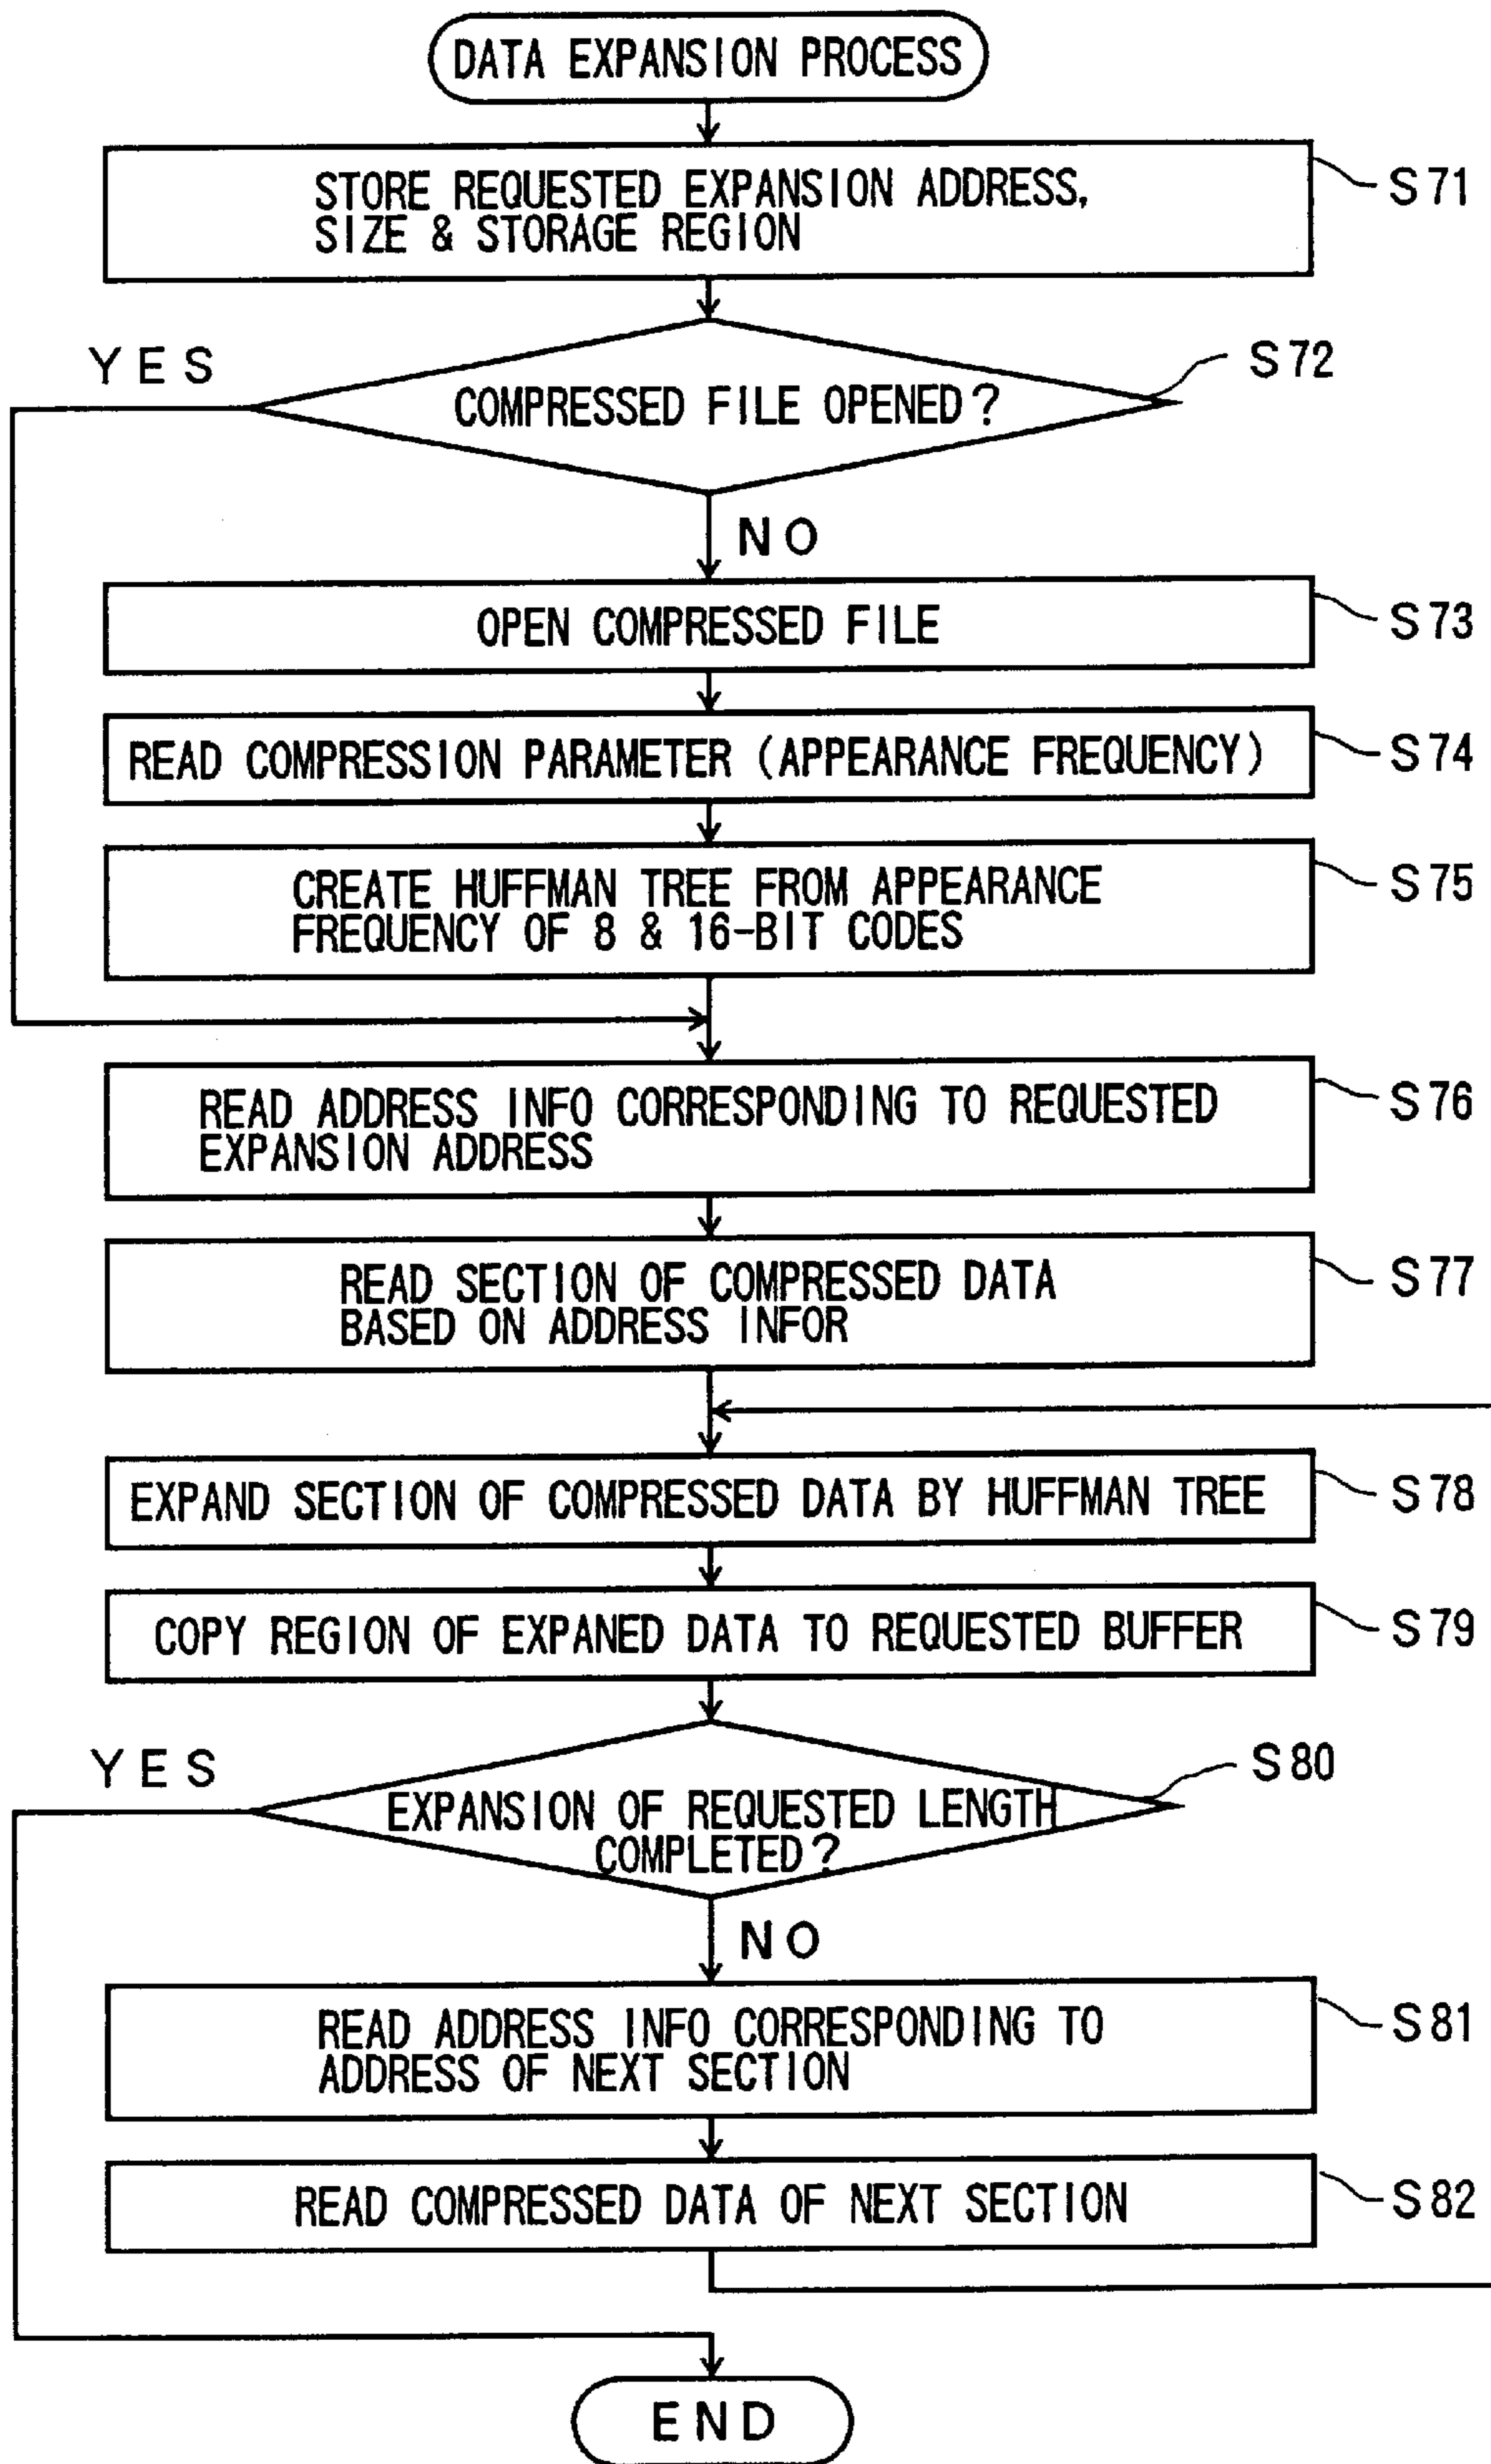 DATA EXPANSION PROCESS
STORE REQUESTED EXPANSION ADDRESS,
SIZE & STORAGE REGION
S71
YES
COMPRESSED FILE OPENED?
S72
NO
OPEN COMPRESSED FILE
S73
READ COMPRESSION PARAMETER (APPEARANCE FREQUENCY)
S74
CREATE HUFFMAN TREE FROM APPEARANCE
FREQUENCY OF 8 & 16-BIT CODES
S75
READ ADDRESS INFO CORRESPONDING TO REQUESTED
EXPANSION ADDRESS
S76
READ SECTION OF COMPRESSED DATA
BASED ON ADDRESS INFOR
S77
EXPAND SECTION OF COMPRESSED DATA BY HUFFMAN TREE
S78
COPY REGION OF EXPANED DATA TO REQUESTED BUFFER
S79
YES
EXPANSION OF REQUESTED LENGTH
COMPLETED?
S80
NO
READ ADDRESS INFO CORRESPONDING TO
ADDRESS OF NEXT SECTION
S81
READ COMPRESSED DATA OF NEXT SECTION
S82
END